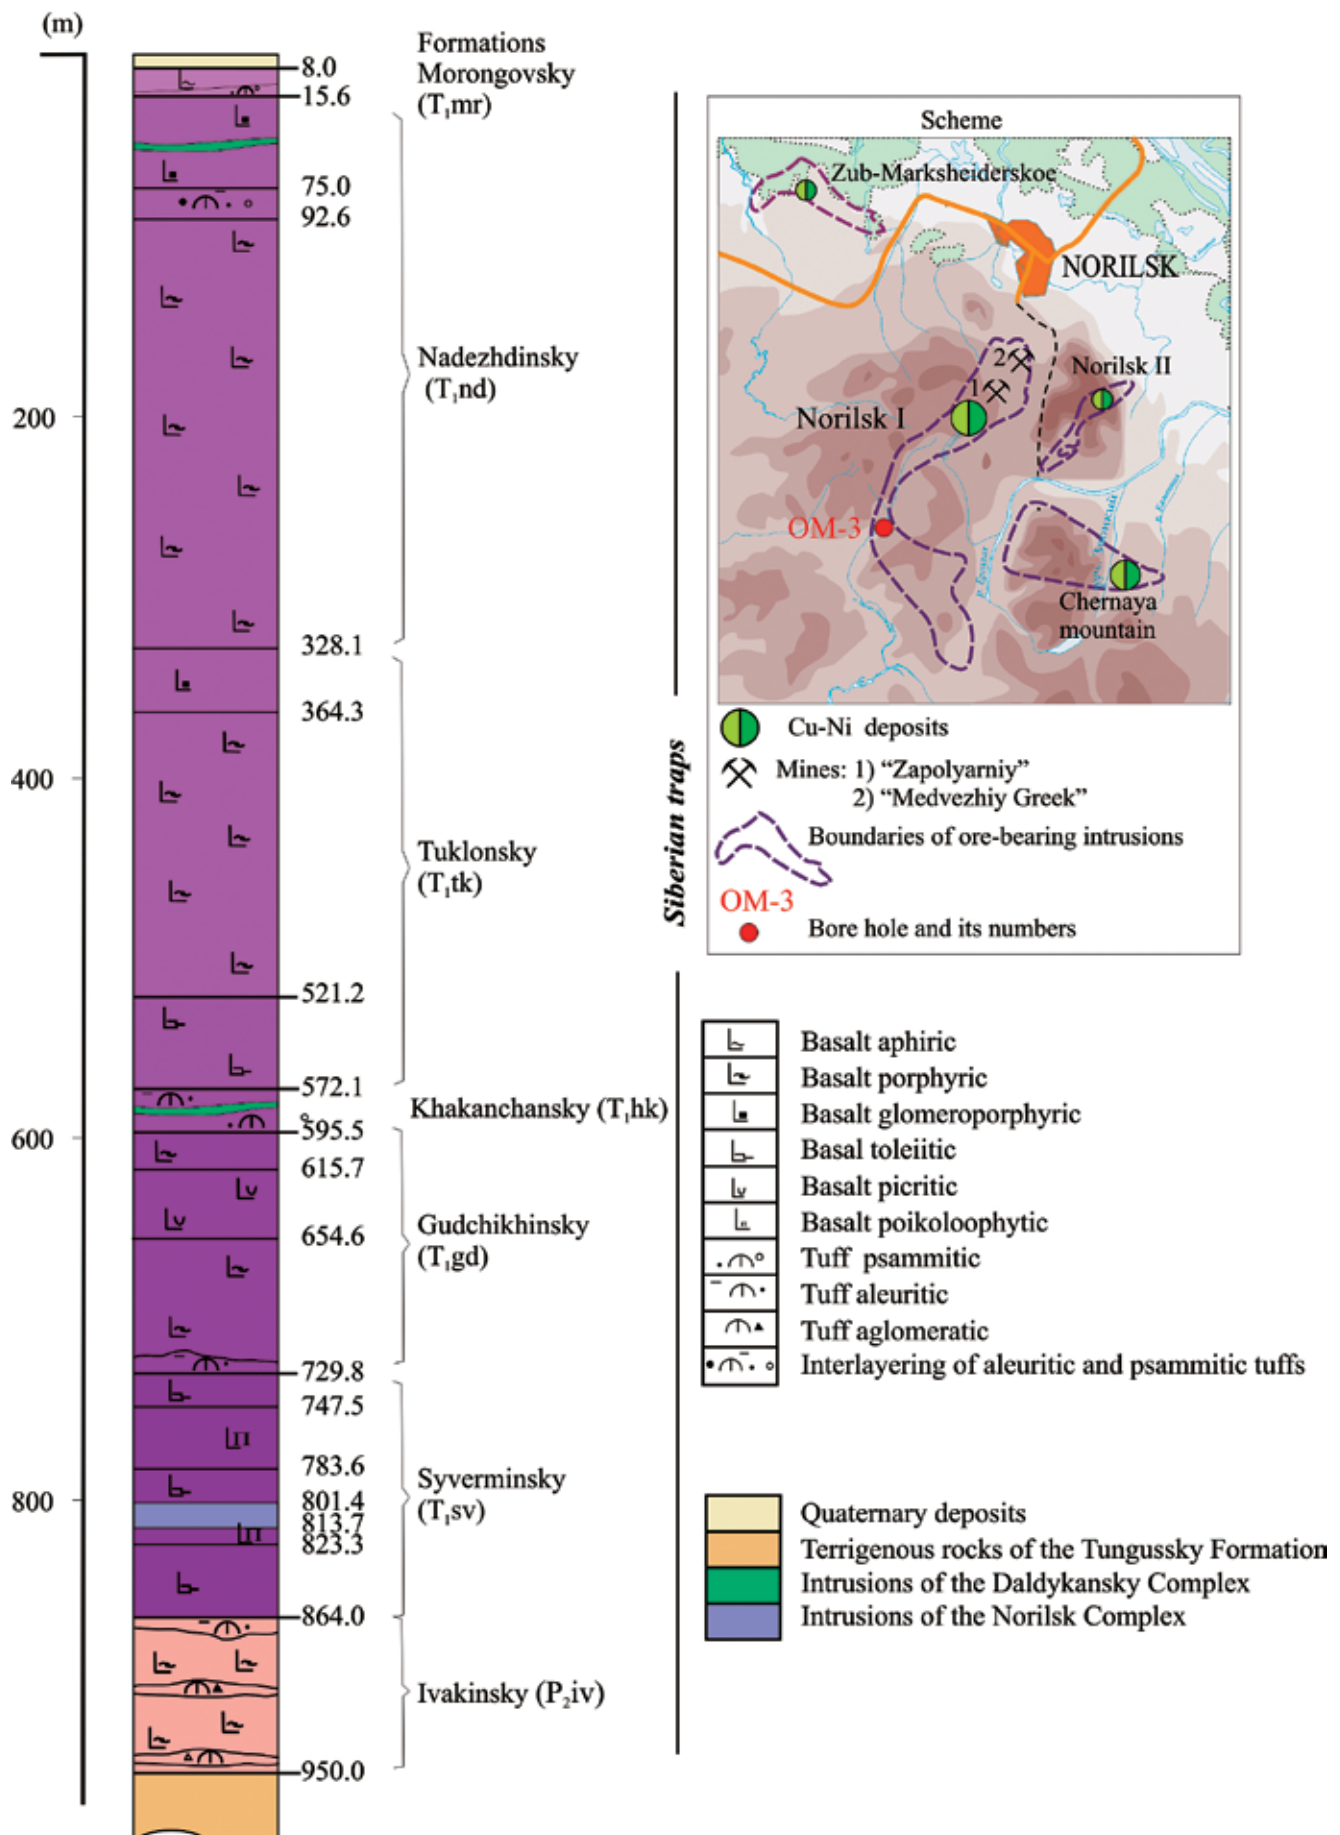 (m)
200
400
600
800
8.0
15.6
75.0
92.6
328.1
364.3
521.2
572.1
595.5
615.7
654.6
729.8
747.5
783.6
801.4
813.7
823.3
864.0
950.0
Formations
Morongovsky
(T₁mr)
Nadezhdinsky
(T₁nd)
Tuklonsky
(T₁tk)
Khakanchansky (T₁hk)
Gudchikhinsky
(T₁gd)
Syverminsky
(T₁sv)
Ivakinsky (P₂iv)
Siberian traps
Scheme
Zub-Marksheiderskoe
NORILSK
2
1
Norilsk II
Norilsk I
OM-3
Chernaya
mountain
Cu-Ni deposits
Mines: 1) “Zapolyarniy”
2) “Medvezhiy Greek”
Boundaries of ore-bearing intrusions
OM-3
Bore hole and its numbers
Basalt aphiric
Basalt porphyric
Basalt glomeroporphyric
Basal toleiitic
Basalt picritic
Basalt poikoloophytic
Tuff psammitic
Tuff aleuritic
Tuff aglomeratic
Interlayering of aleuritic and psammitic tuffs
Quaternary deposits
Terrigenous rocks of the Tungussky Formation
Intrusions of the Daldykansky Complex
Intrusions of the Norilsk Complex